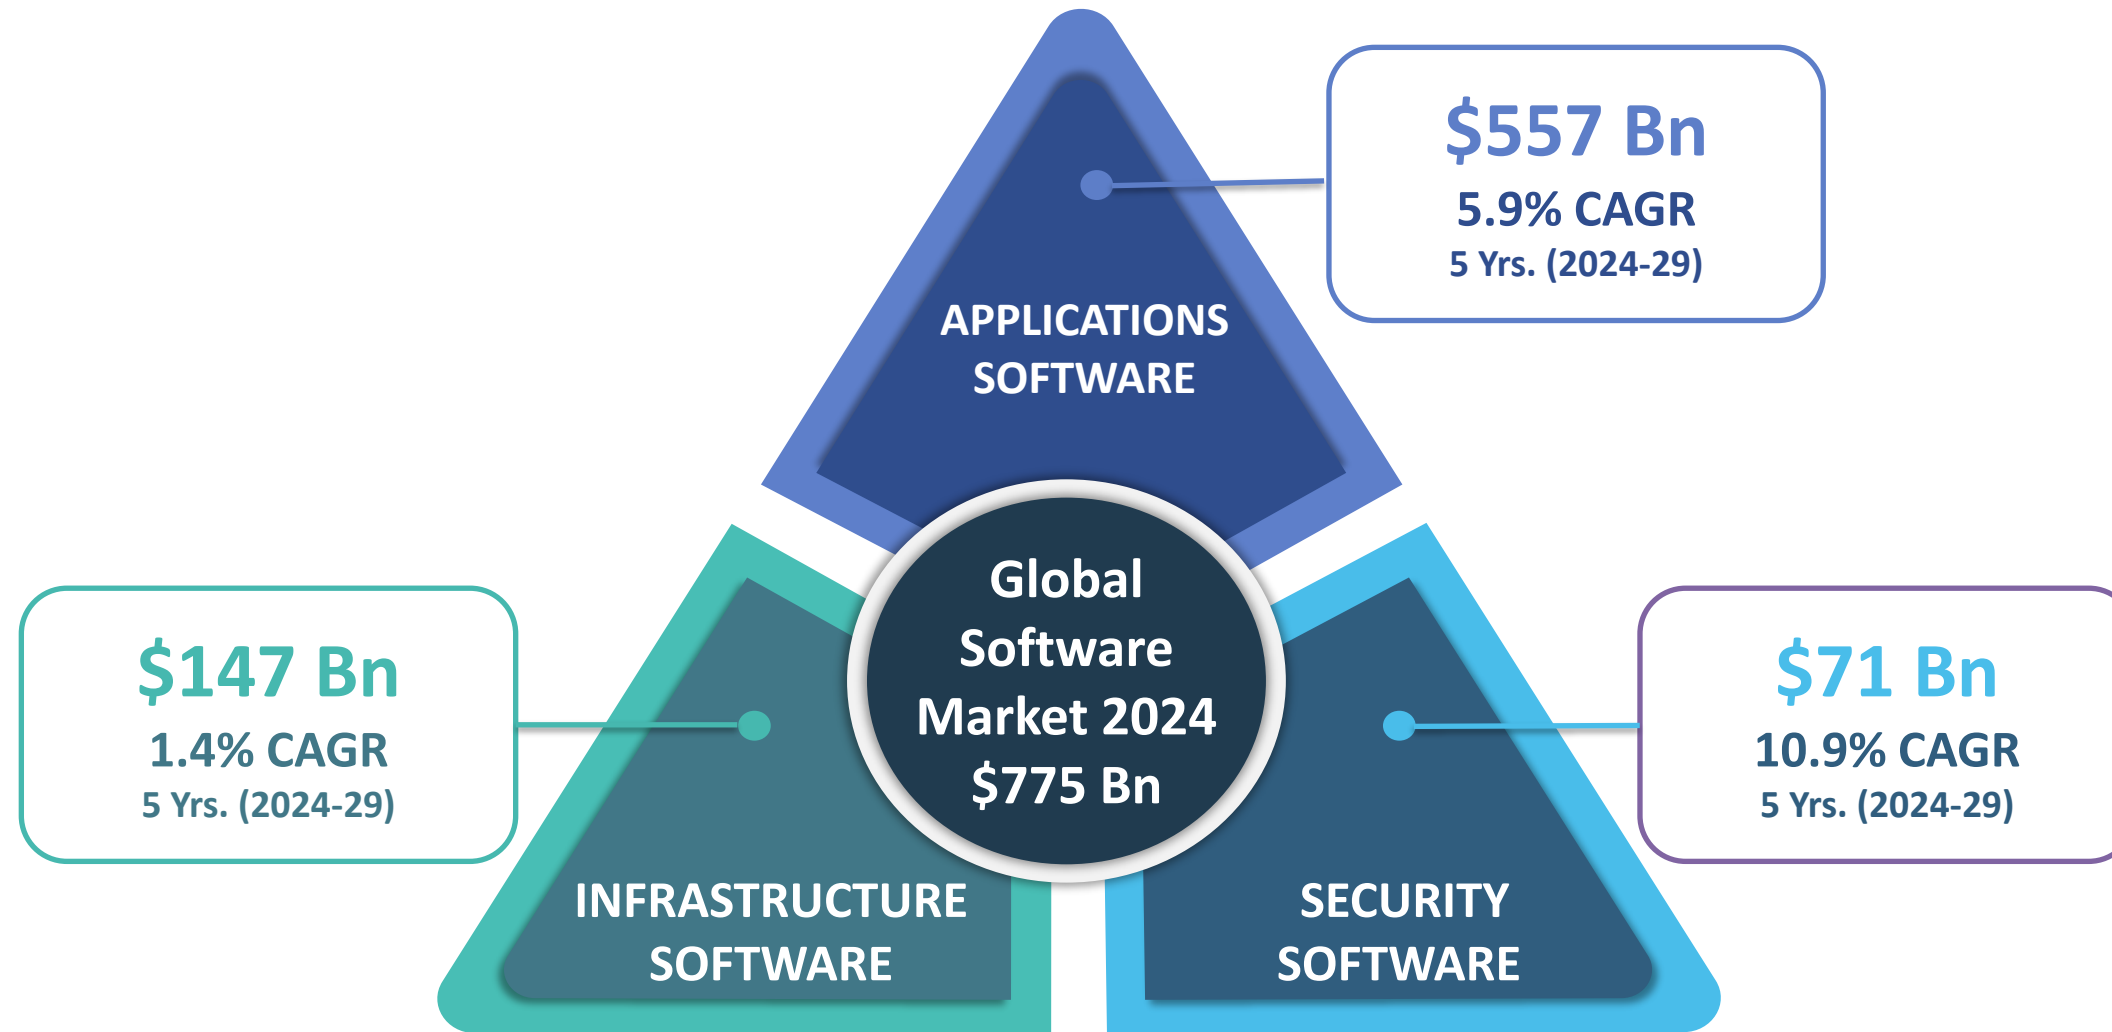 $557 Bn
5.9% CAGR
5 Yrs. (2024-29)
APPLICATIONS
SOFTWARE
Global
Software
Market 2024
$775 Bn
$147 Bn
1.4% CAGR
5 Yrs. (2024-29)
$71 Bn
10.9% CAGR
5 Yrs. (2024-29)
INFRASTRUCTURE
SOFTWARE
SECURITY
SOFTWARE